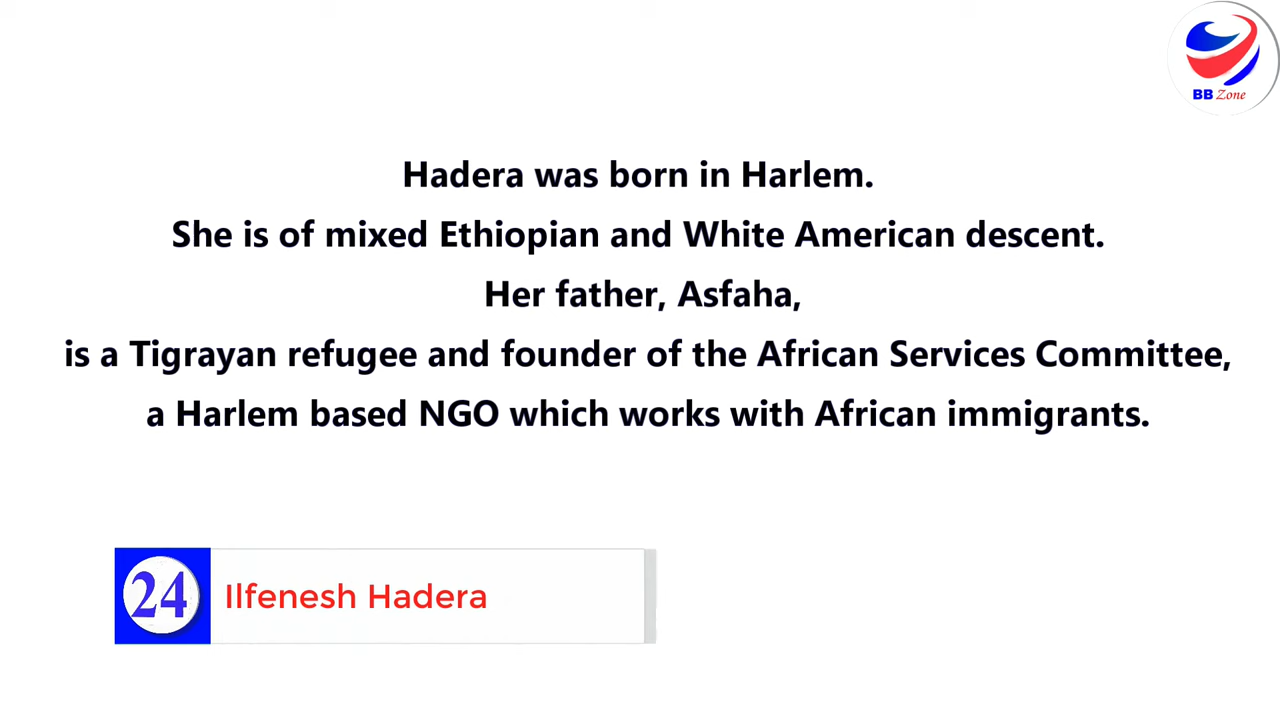 BB Zone
Hadera was born in Harlem.
She is of mixed Ethiopian and White American descent.
Her father, Asfaha,
is a Tigrayan refugee and founder of the African Services Committee,
a Harlem based NGO which works with African immigrants.
24 Ilfenesh Hadera